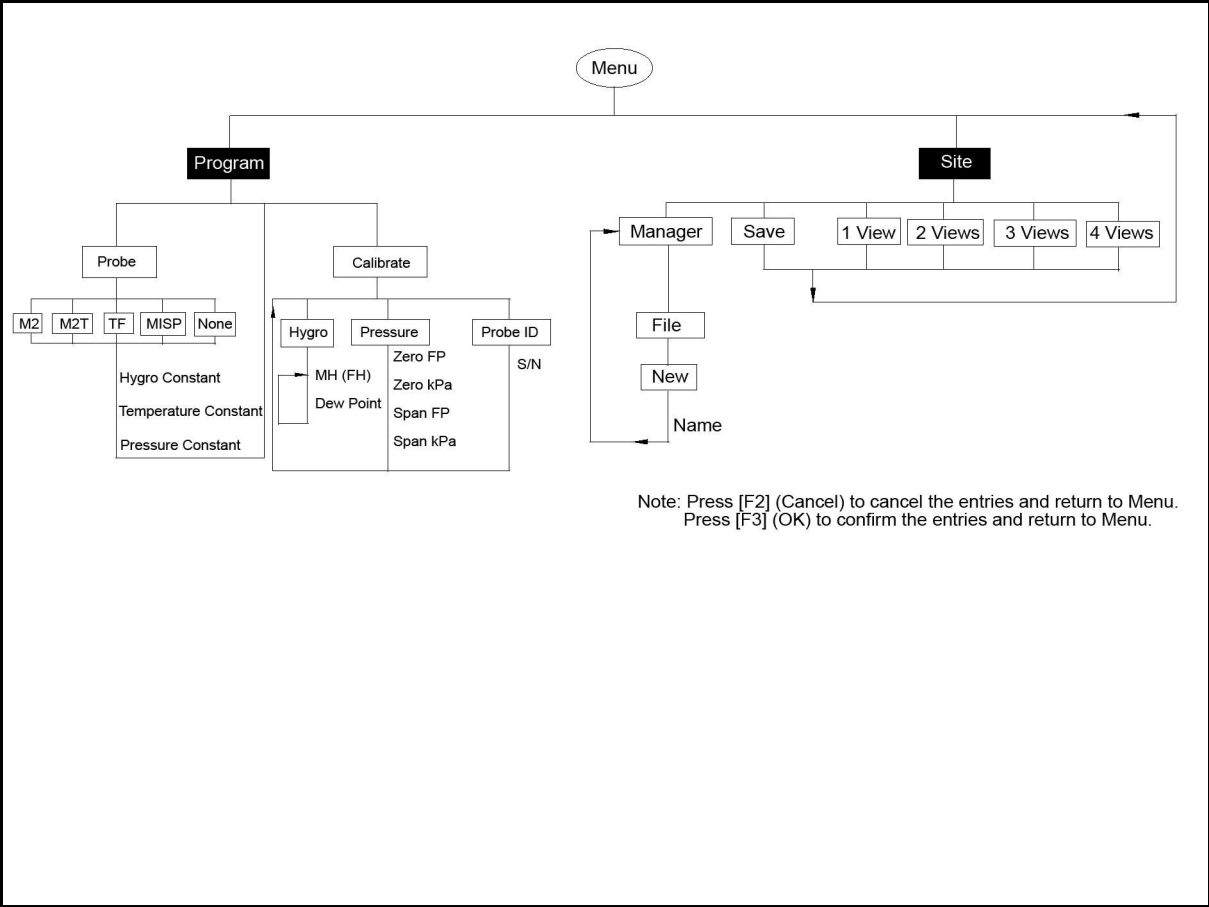 Menu
Program
Site
Manager
Save
1 View
2 Views
3 Views
4 Views
Probe
Calibrate
M2
M2T
TF
MISP
None
Hygro
Pressure
Probe ID
File
Zero FP
S/N
Hygro Constant
MH (FH)
Zero kPa
New
Temperature Constant
Dew Point
Span FP
Name
Pressure Constant
Span kPa
Note: Press [F2] (Cancel) to cancel the entries and return to Menu.
Press [F3] (OK) to confirm the entries and return to Menu.